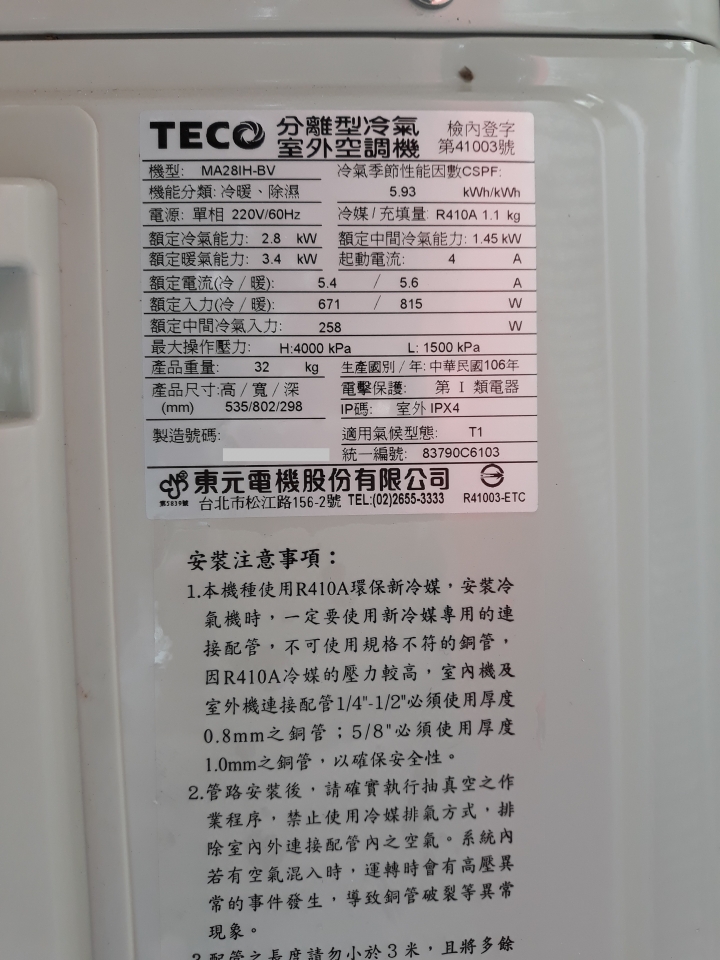 TECO 分離型冷氣 檢內登字
室外空調機 第41003號
機型: MA28IH-BV 冷氣季節性能因數CSPF:
機能分類: 冷暖、除濕 5.93 kWh/kWh
電源: 單相 220V/60Hz 冷媒/充填量: R410A 1.1 kg
額定冷氣能力: 2.8 kW 額定中間冷氣能力: 1.45 kW
額定暖氣能力: 3.4 kW 起動電流: 4 A
額定電流(冷/暖): 5.4 / 5.6 A
額定入力(冷/暖): 671 / 815 W
額定中間冷氣入力: 258 W
最大操作壓力: H:4000 kPa L: 1500 kPa
產品重量: 32 kg 生產國別/年: 中華民國106年
產品尺寸:高/寬/深 電擊保護: 第 I 類電器
(mm) 535/802/298 IP碼: 室外 IPX4
製造號碼: 適用氣候型態: T1
統一編號: 83790C6103
東元電機股份有限公司
台北市松江路156-2號 TEL:(02)2655-3333 R41003-ETC
安裝注意事項：
1.本機種使用R410A環保新冷媒，安裝冷
氣機時，一定要使用新冷媒專用的連
接配管，不可使用規格不符的銅管，
因R410A冷媒的壓力較高，室內機及
室外機連接配管1/4"-1/2"必須使用厚度
0.8mm之銅管；5/8"必須使用厚度
1.0mm之銅管，以確保安全性。
2.管路安裝後，請確實執行抽真空之作
業程序，禁止使用冷媒排氣方式，排
除室內外連接配管內之空氣。系統內
若有空氣混入時，運轉時會有高壓異
常的事件發生，導致銅管破裂等異常
現象。
3.配管之長度請勿小於3米，且將多餘